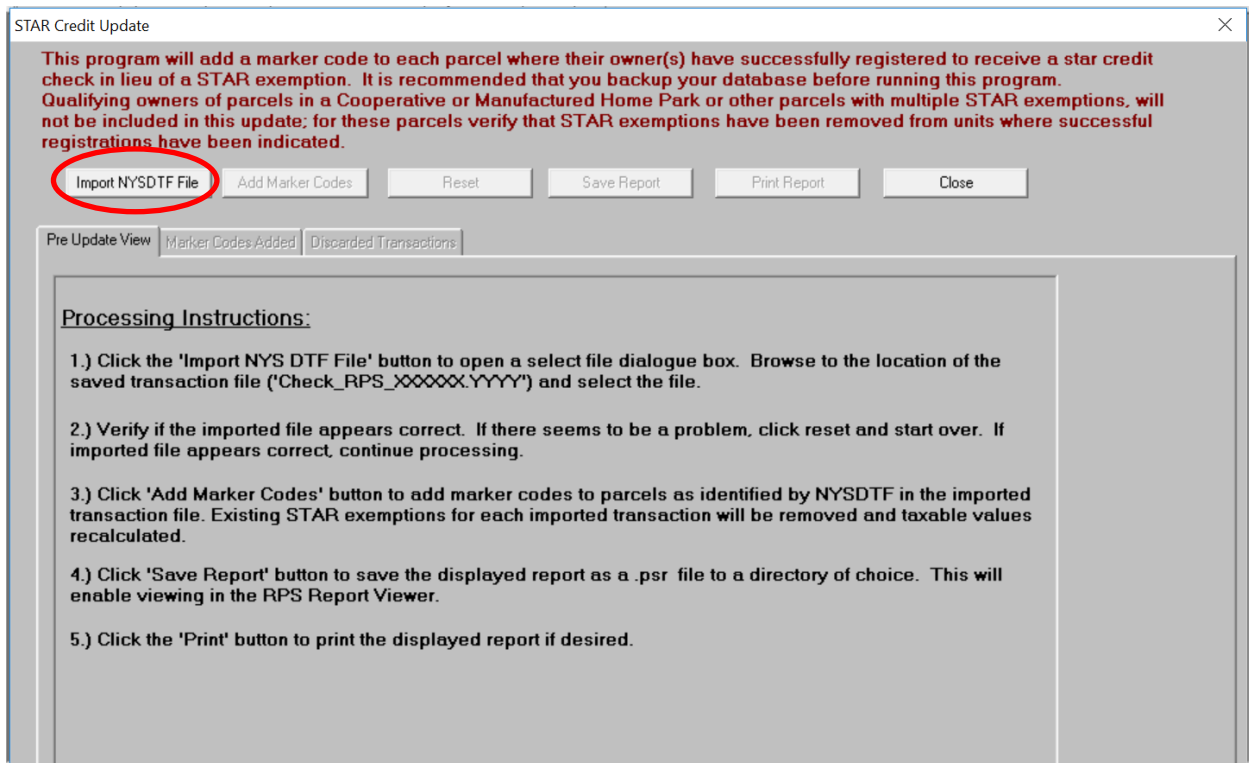 STAR Credit Update
This program will add a marker code to each parcel where their owner(s) have successfully registered to receive a star credit
check in lieu of a STAR exemption. It is recommended that you backup your database before running this program.
Qualifying owners of parcels in a Cooperative or Manufactured Home Park or other parcels with multiple STAR exemptions, will
not be included in this update; for these parcels verify that STAR exemptions have been removed from units where successful
registrations have been indicated.
Import NYSDTF File Add Marker Codes Reset Save Report Print Report Close
Pre Update View Marker Codes Added Discarded Transactions
Processing Instructions:
1.) Click the 'Import NYS DTF File' button to open a select file dialogue box. Browse to the location of the
saved transaction file ('Check_RPS_XXXXXX.YYYY') and select the file.
2.) Verify if the imported file appears correct. If there seems to be a problem, click reset and start over. If
imported file appears correct, continue processing.
3.) Click 'Add Marker Codes' button to add marker codes to parcels as identified by NYSDTF in the imported
transaction file. Existing STAR exemptions for each imported transaction will be removed and taxable values
recalculated.
4.) Click 'Save Report' button to save the displayed report as a .psr file to a directory of choice. This will
enable viewing in the RPS Report Viewer.
5.) Click the 'Print' button to print the displayed report if desired.